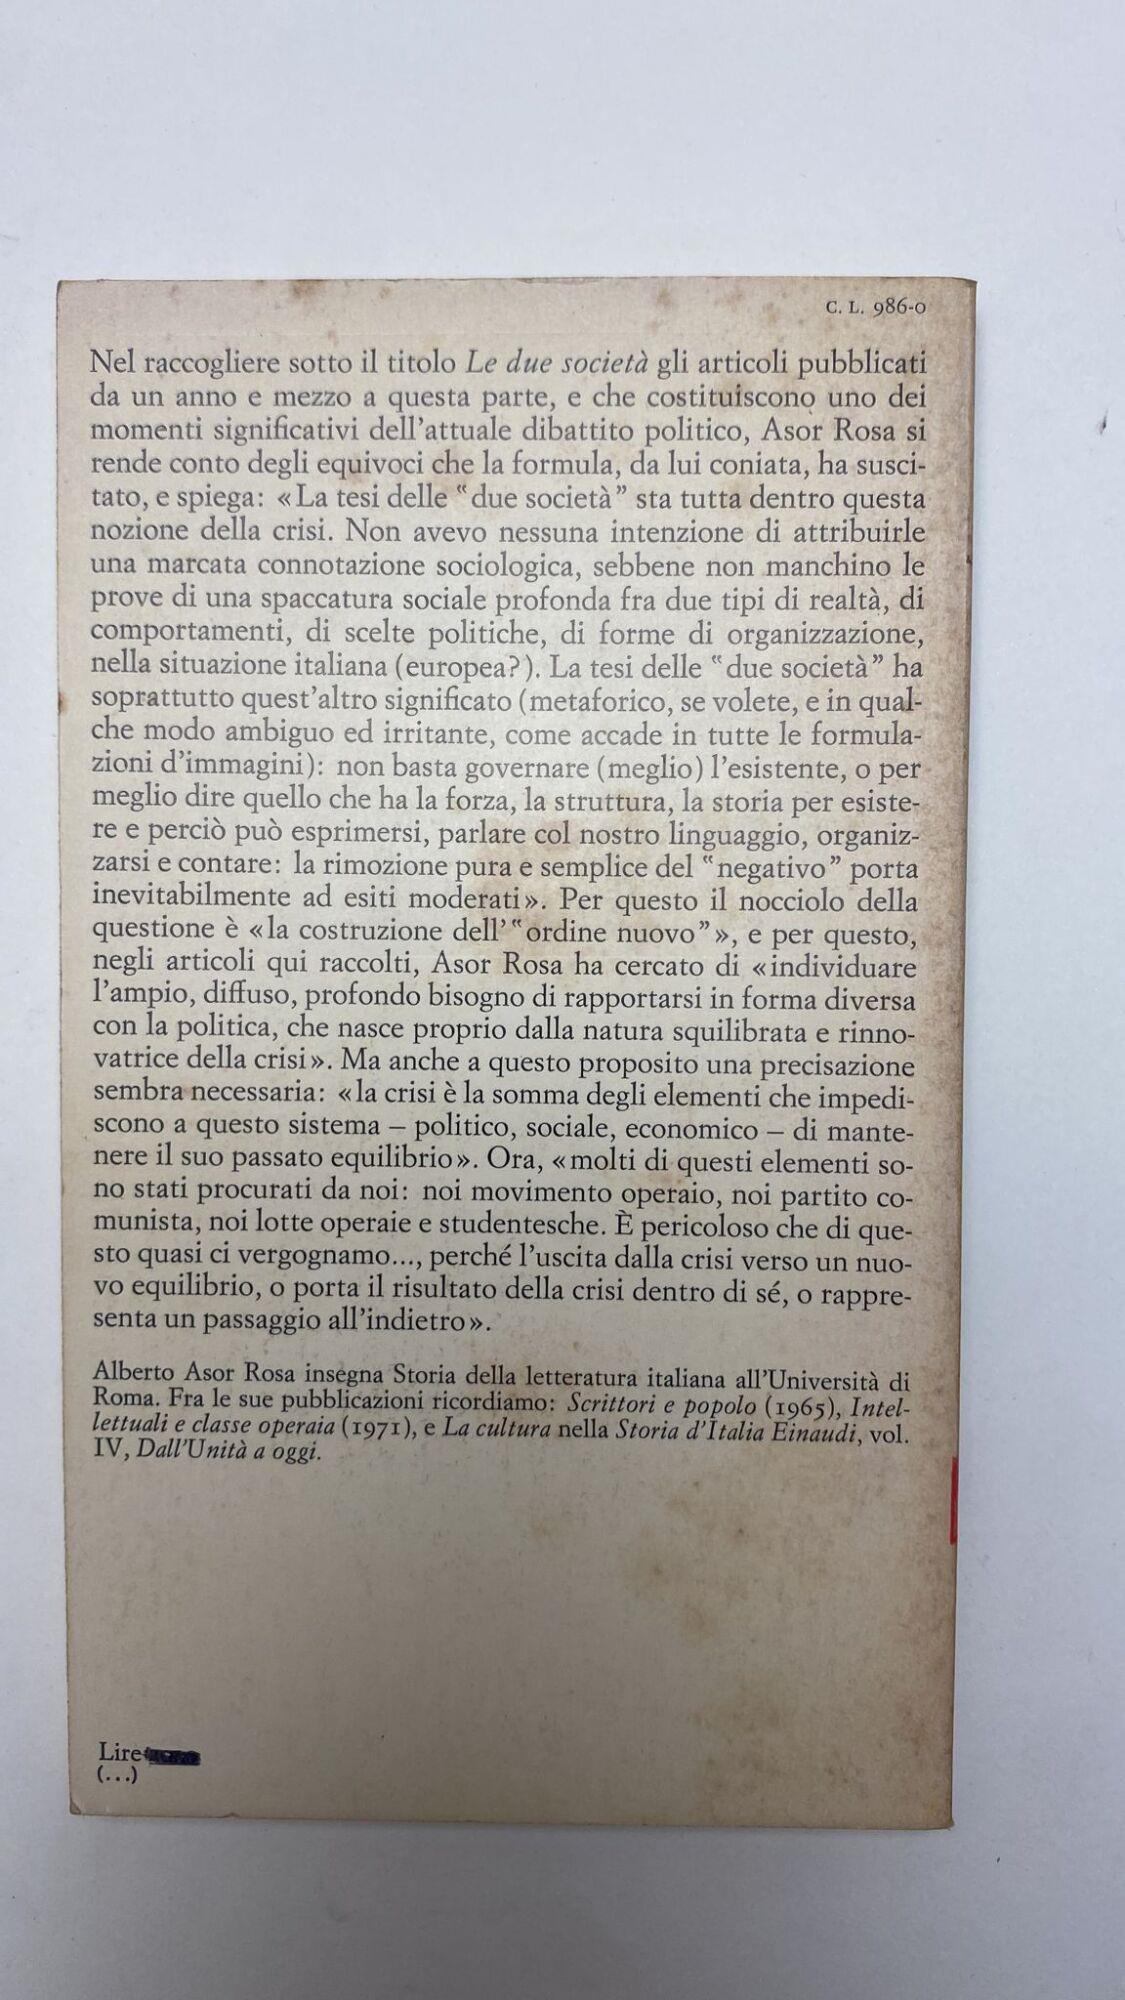 C. L. 986-0
Nel raccogliere sotto il titolo Le due società gli articoli pubblicati
da un anno e mezzo a questa parte, e che costituiscono uno dei
momenti significativi dell'attuale dibattito politico, Asor Rosa si
rende conto degli equivoci che la formula, da lui coniata, ha susci-
tato, e spiega: «La tesi delle “due società” sta tutta dentro questa
nozione della crisi. Non avevo nessuna intenzione di attribuirle
una marcata connotazione sociologica, sebbene non manchino le
prove di una spaccatura sociale profonda fra due tipi di realtà, di
comportamenti, di scelte politiche, di forme di organizzazione,
nella situazione italiana (europea?). La tesi delle “due società” ha
soprattutto quest'altro significato (metaforico, se volete, e in qual-
che modo ambiguo ed irritante, come accade in tutte le formula-
zioni d'immagini): non basta governare (meglio) l'esistente, o per
meglio dire quello che ha la forza, la struttura, la storia per esiste-
re e perciò può esprimersi, parlare col nostro linguaggio, organiz-
zarsi e contare: la rimozione pura e semplice del “negativo” porta
inevitabilmente ad esiti moderati». Per questo il nocciolo della
questione è «la costruzione dell'“ordine nuovo”», e per questo,
negli articoli qui raccolti, Asor Rosa ha cercato di «individuare
l'ampio, diffuso, profondo bisogno di rapportarsi in forma diversa
con la politica, che nasce proprio dalla natura squilibrata e rinno-
vatrice della crisi». Ma anche a questo proposito una precisazione
sembra necessaria: «la crisi è la somma degli elementi che impedi-
scono a questo sistema – politico, sociale, economico – di mante-
nere il suo passato equilibrio». Ora, «molti di questi elementi so-
no stati procurati da noi: noi movimento operaio, noi partito co-
munista, noi lotte operaie e studentesche. È pericoloso che di que-
sto quasi ci vergognamo..., perché l'uscita dalla crisi verso un nuo-
vo equilibrio, o porta il risultato della crisi dentro di sé, o rappre-
senta un passaggio all'indietro».
Alberto Asor Rosa insegna Storia della letteratura italiana all'Università di
Roma. Fra le sue pubblicazioni ricordiamo: Scrittori e popolo (1965), Intel-
lettuali e classe operaia (1971), e La cultura nella Storia d'Italia Einaudi, vol.
IV, Dall'Unità a oggi.
Lire
(...)